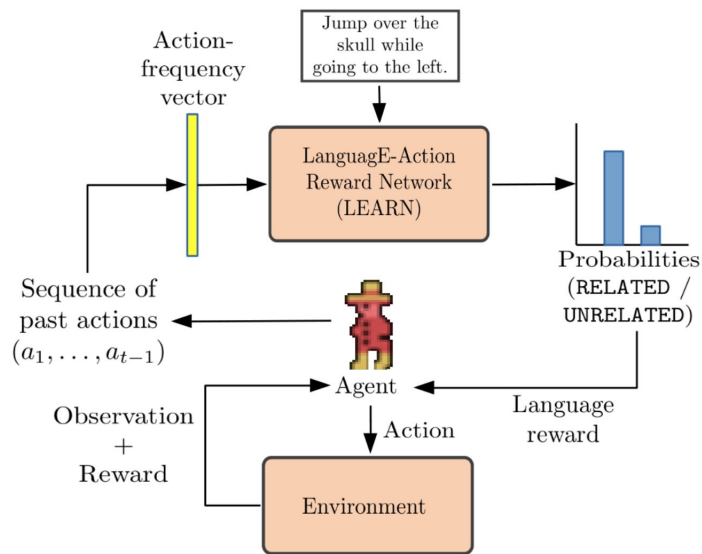 Action-
frequency
vector
Jump over the
skull while
going to the left.
LanguagE-Action
Reward Network
(LEARN)
Probabilities
(RELATED /
UNRELATED)
Sequence of
past actions
(a₁, . . . , aₜ₋₁)
Agent
Language
reward
Observation
+
Reward
Action
Environment